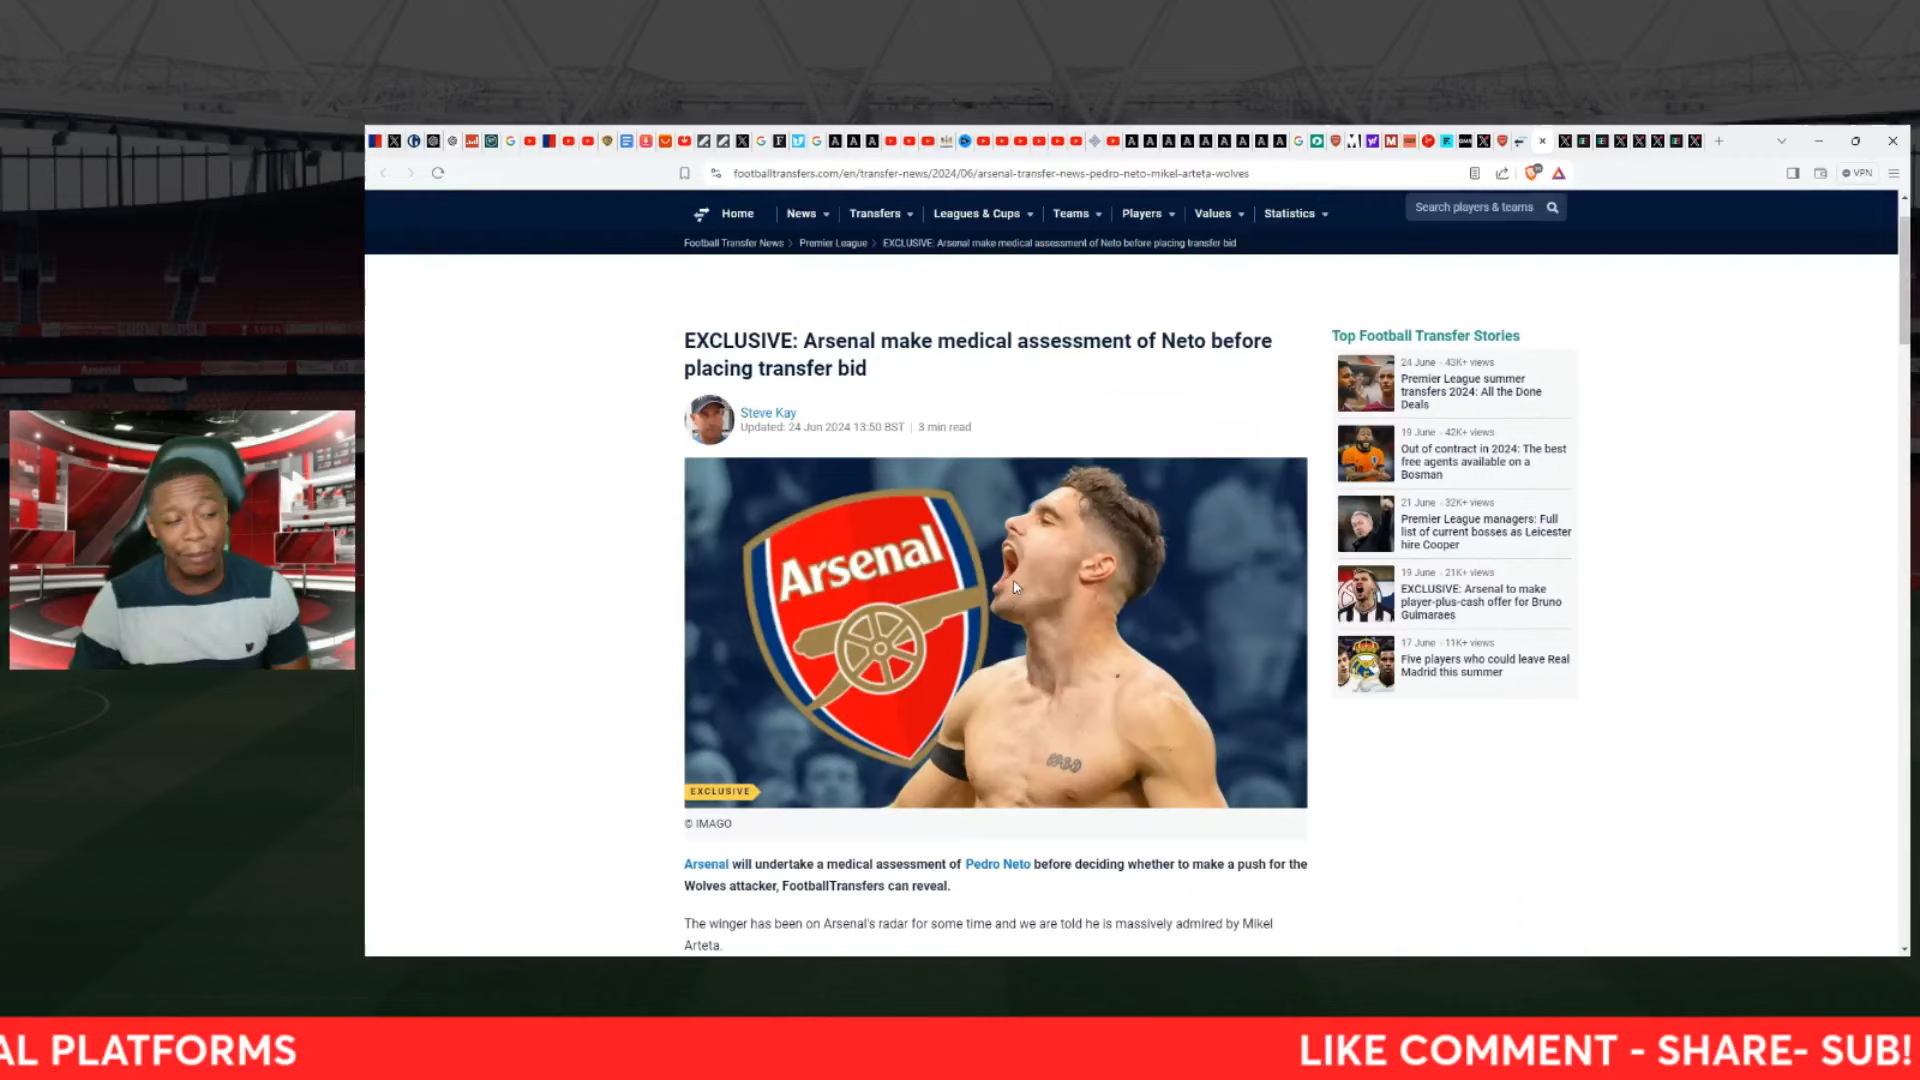 footballtransfers.com/en/transfer-news/2024/06/arsenal-transfer-news-pedro-neto-mikel-arteta-wolves
VPN
Home
News
Transfers
Leagues & Cups
Teams
Players
Values
Statistics
Search players & teams
Football Transfer News > Premier League > EXCLUSIVE: Arsenal make medical assessment of Neto before placing transfer bid
EXCLUSIVE: Arsenal make medical assessment of Neto before
placing transfer bid
Steve Kay
Updated: 24 Jun 2024 13:50 BST | 3 min read
Arsenal
EXCLUSIVE
© IMAGO
Arsenal will undertake a medical assessment of Pedro Neto before deciding whether to make a push for the
Wolves attacker, FootballTransfers can reveal.
The winger has been on Arsenal's radar for some time and we are told he is massively admired by Mikel
Arteta.
Top Football Transfer Stories
24 June · 43K+ views
Premier League summer
transfers 2024: All the Done
Deals
19 June · 42K+ views
Out of contract in 2024: The best
free agents available on a
Bosman
21 June · 32K+ views
Premier League managers: Full
list of current bosses as Leicester
hire Cooper
19 June · 21K+ views
EXCLUSIVE: Arsenal to make
player-plus-cash offer for Bruno
Guimaraes
17 June · 11K+ views
Five players who could leave Real
Madrid this summer
Arsenal
AL PLATFORMS
LIKE COMMENT - SHARE- SUB!